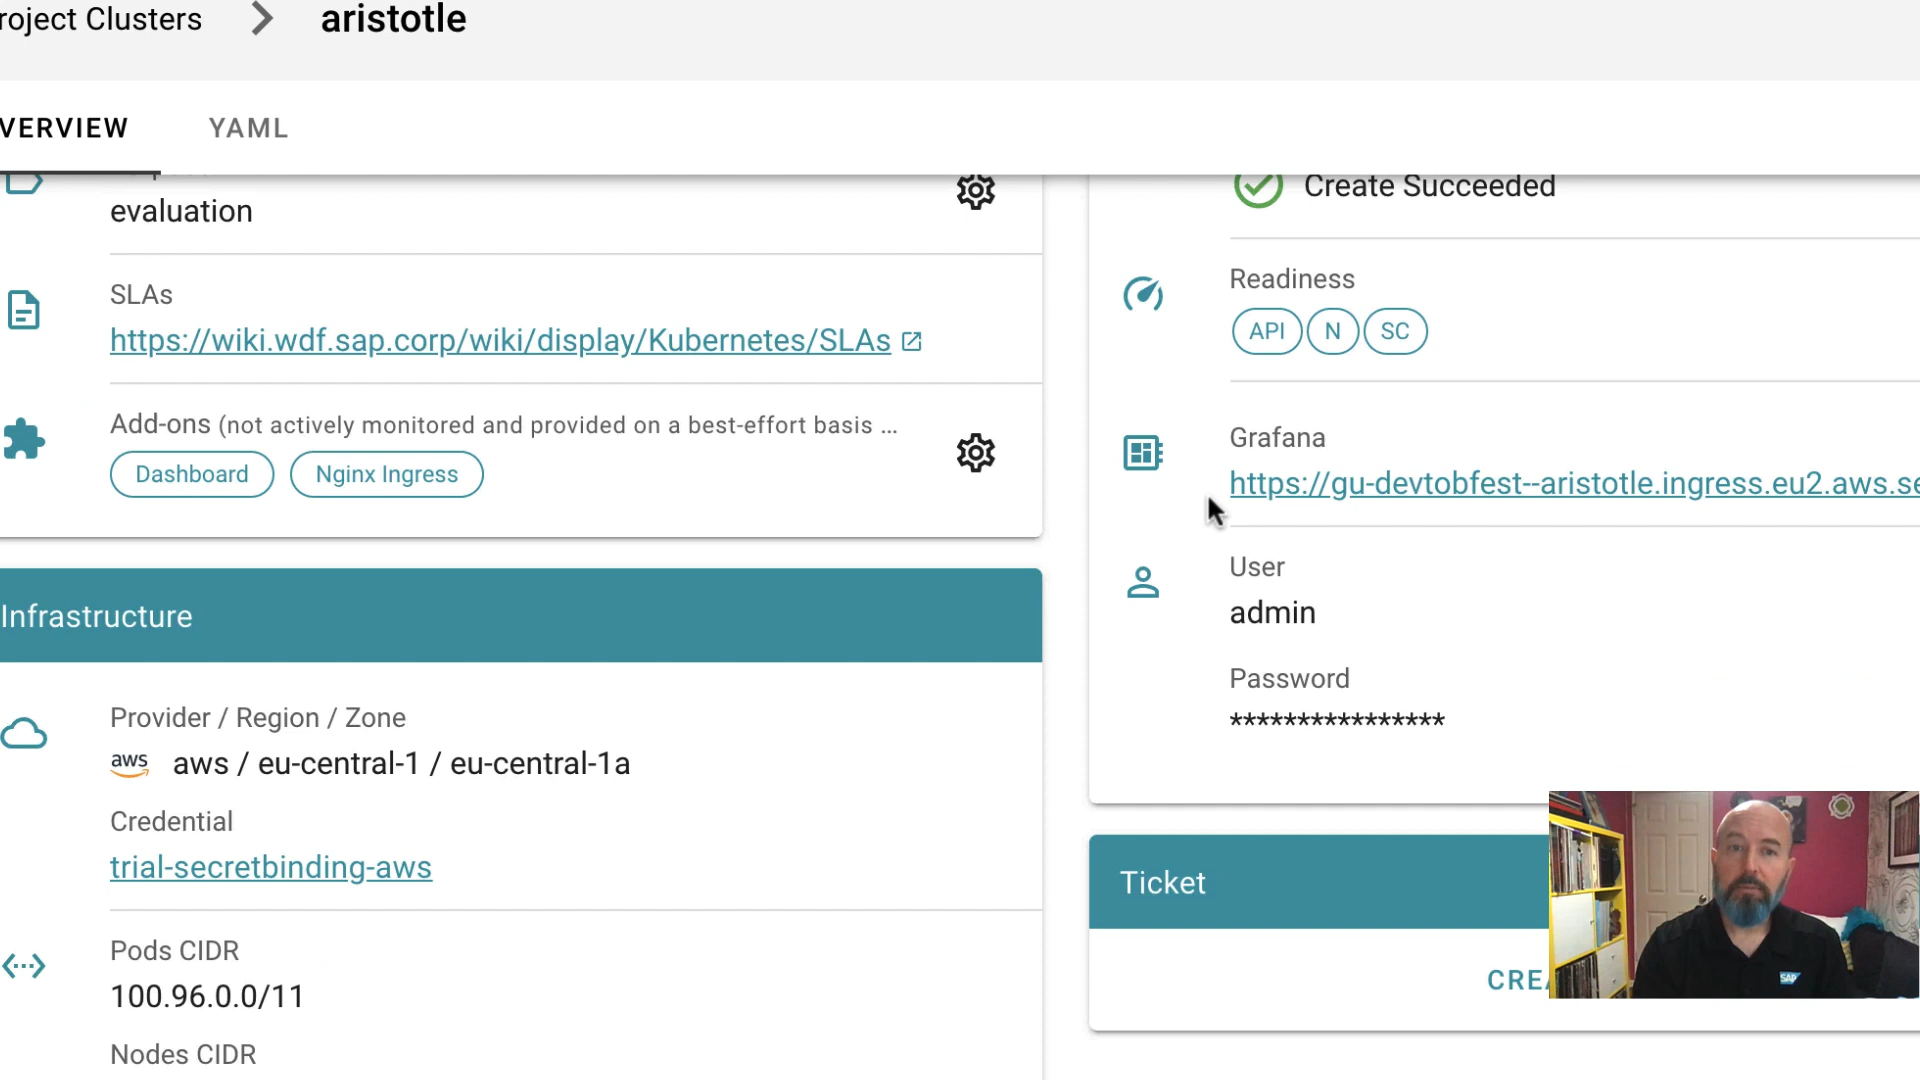 roject Clusters > aristotle
VERVIEW
YAML
evaluation
SLAs
https://wiki.wdf.sap.corp/wiki/display/Kubernetes/SLAs
Add-ons (not actively monitored and provided on a best-effort basis ...
Dashboard
Nginx Ingress
Infrastructure
Provider / Region / Zone
aws aws / eu-central-1 / eu-central-1a
Credential
trial-secretbinding-aws
Pods CIDR
100.96.0.0/11
Nodes CIDR
Create Succeeded
Readiness
API
N
SC
Grafana
https://gu-devtobfest--aristotle.ingress.eu2.aws.se
User
admin
Password
****************
Ticket
CREA
SAP